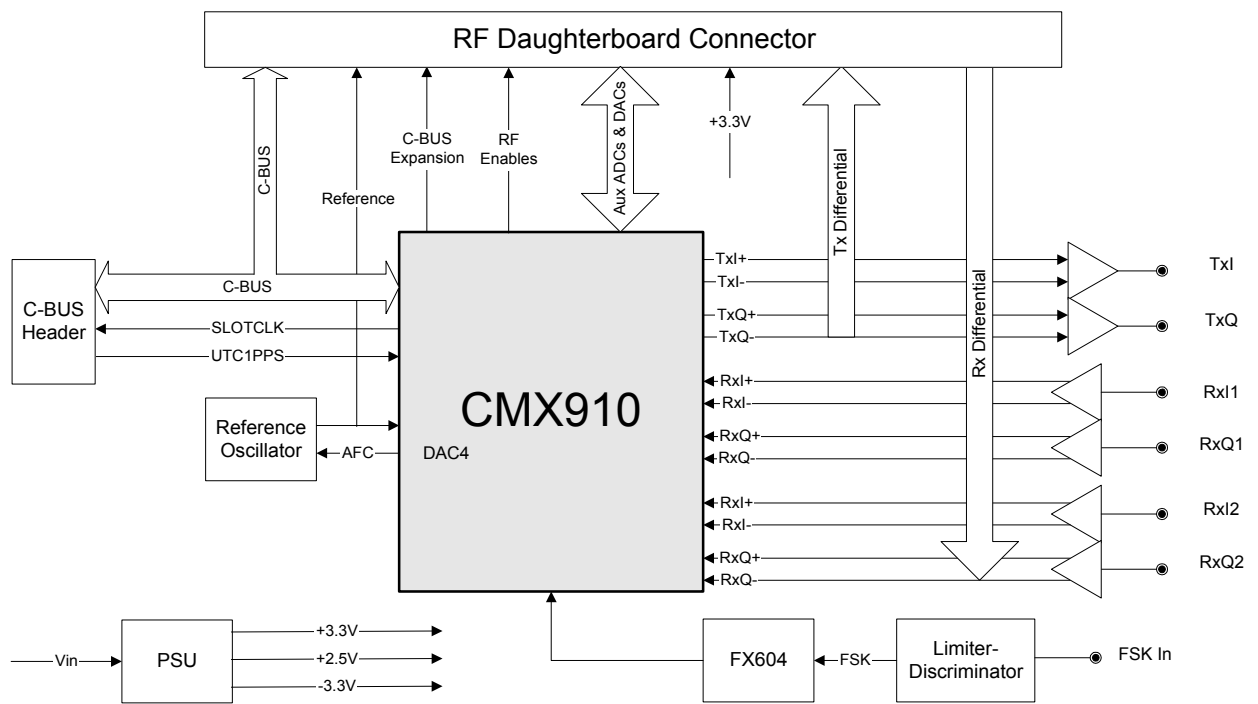 RF Daughterboard Connector
C-BUS
Reference
C-BUS
Expansion
RF
Enables
Aux ADCs & DACs
+3.3V
Tx Differential
Rx Differential
C-BUS
Header
C-BUS
SLOTCLK
UTC1PPS
Reference
Oscillator
AFC
DAC4
CMX910
TxI+
TxI-
TxQ+
TxQ-
RxI+
RxI-
RxQ+
RxQ-
RxI+
RxI-
RxQ+
RxQ-
TxI
TxQ
RxI1
RxQ1
RxI2
RxQ2
Vin
PSU
+3.3V
+2.5V
-3.3V
FX604
FSK
Limiter-
Discriminator
FSK In